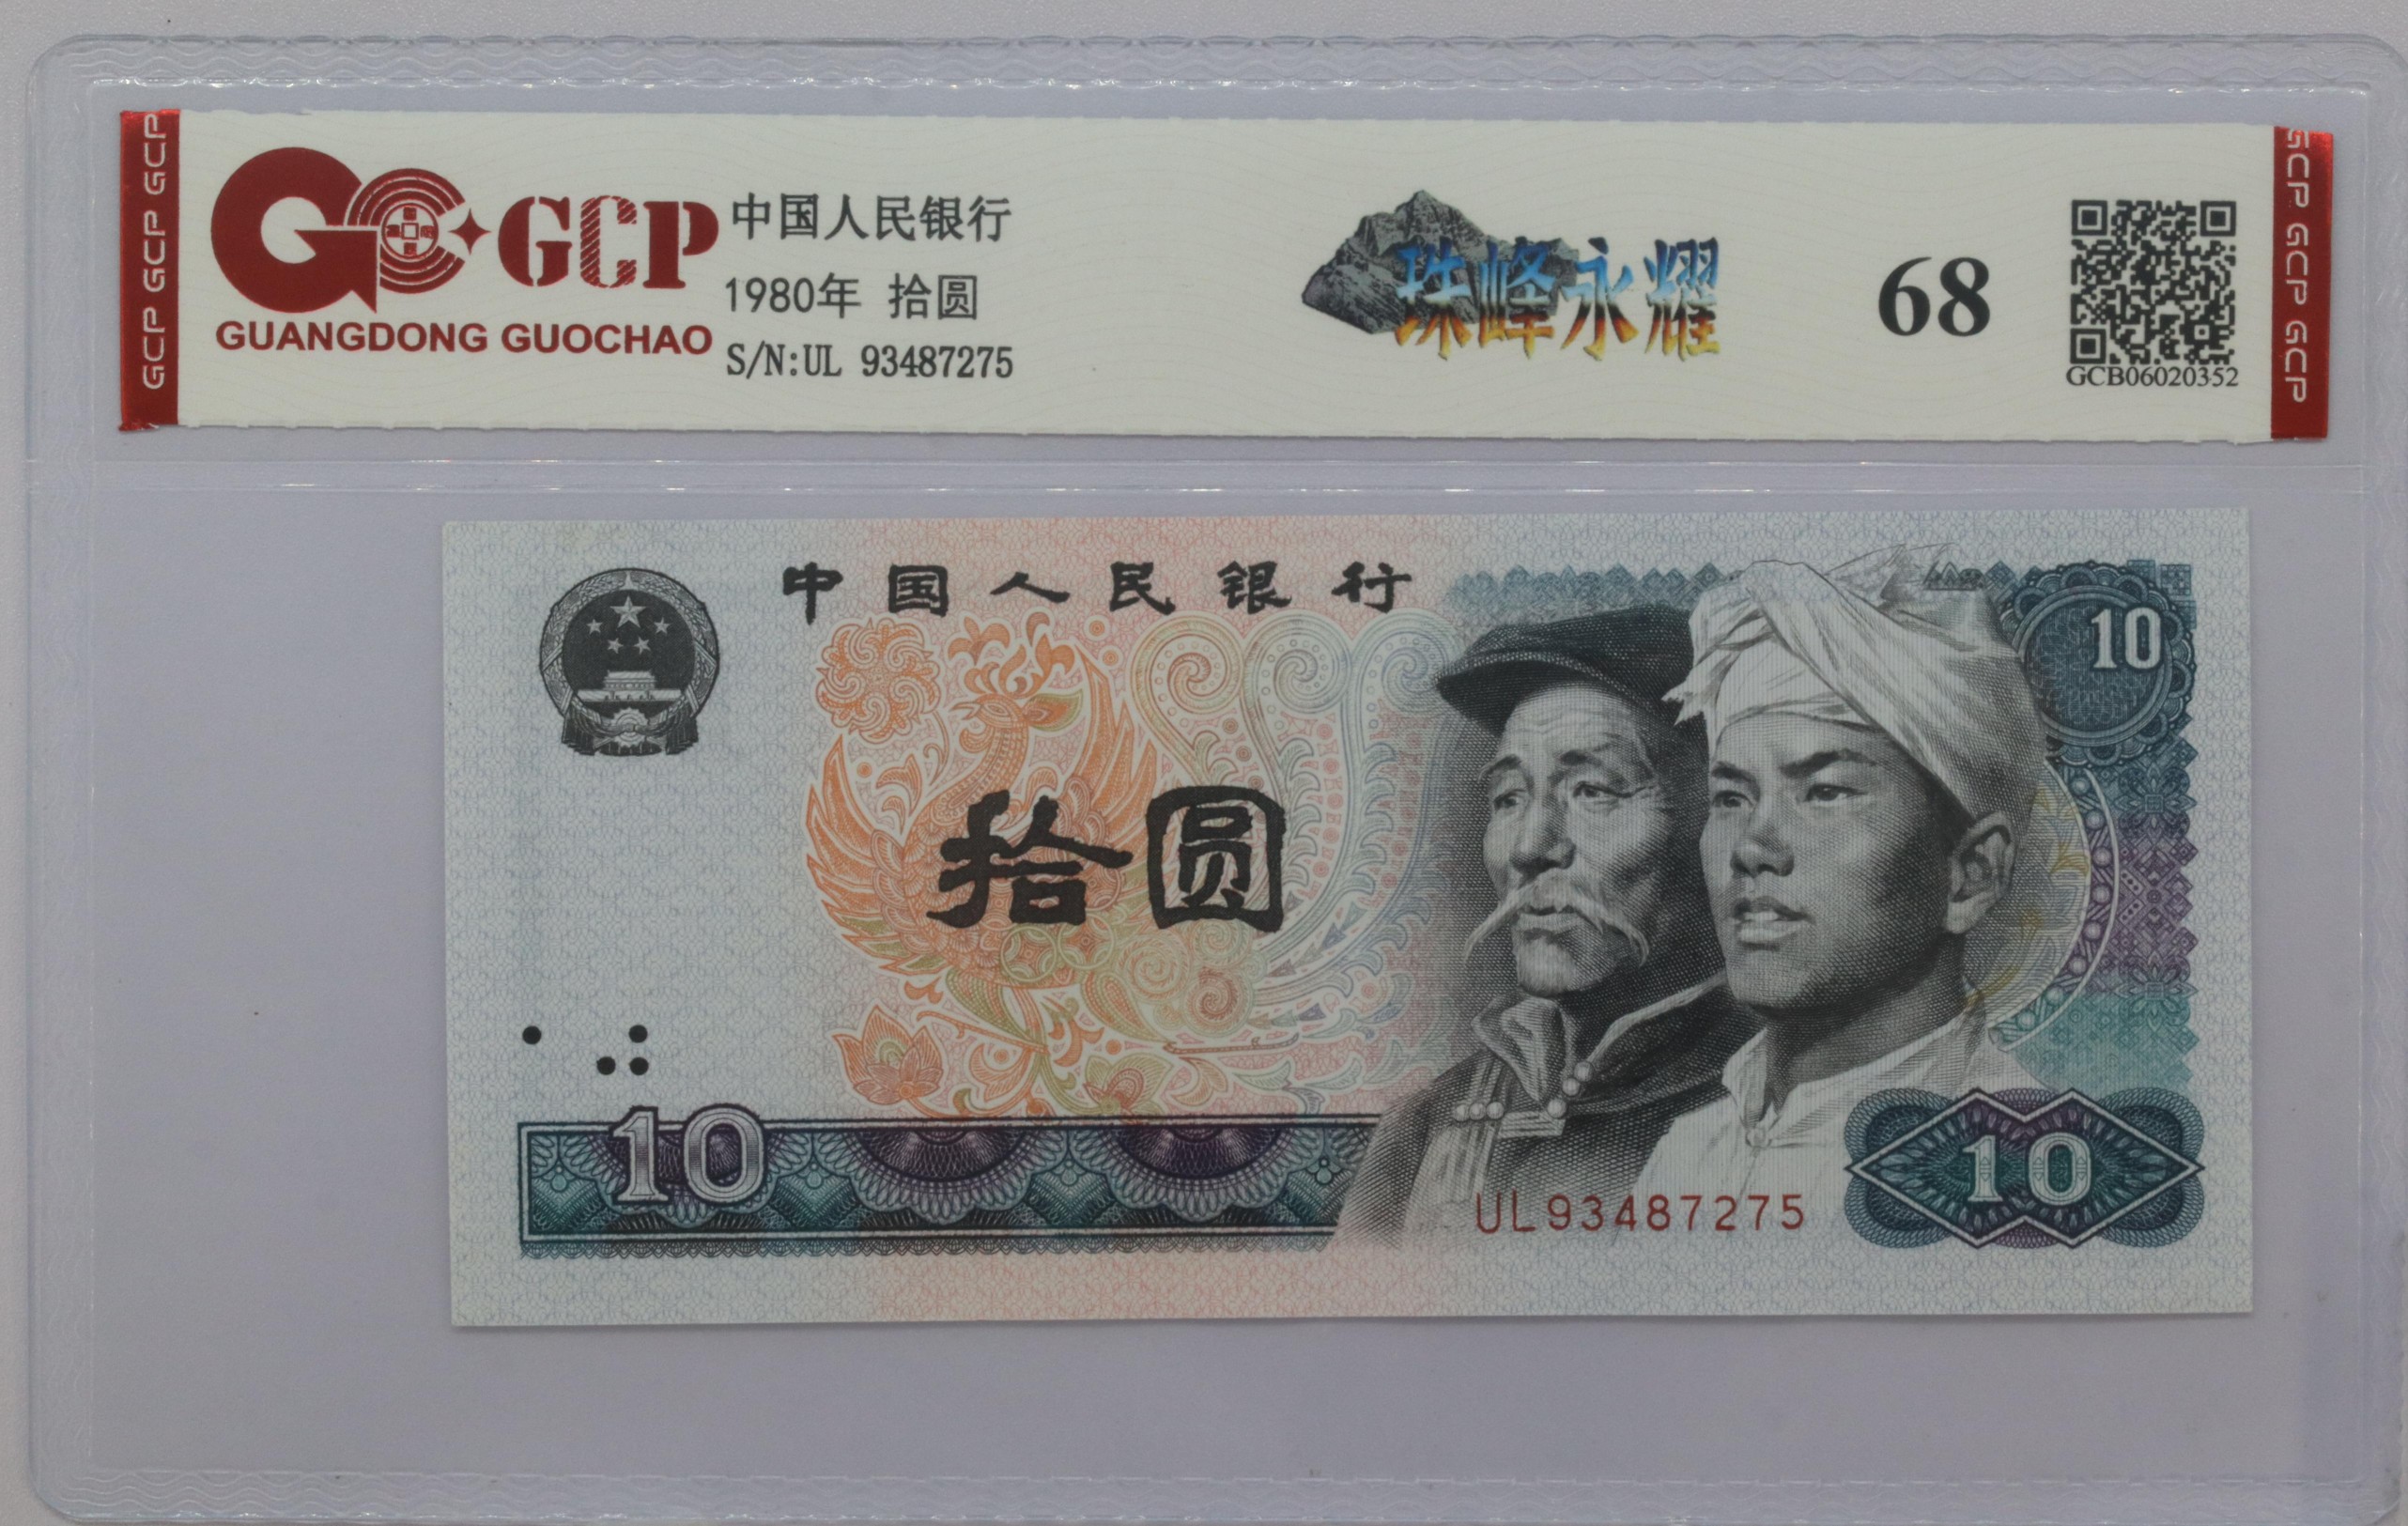 GCP GCP GCP
GCP
GUANGDONG GUOCHAO
中国人民银行
1980年 拾圆
S/N:UL 93487275
珠峰永耀
68
GCB06020352
GCP GCP GCP
中国人民银行
10
拾圆
10
UL93487275
10